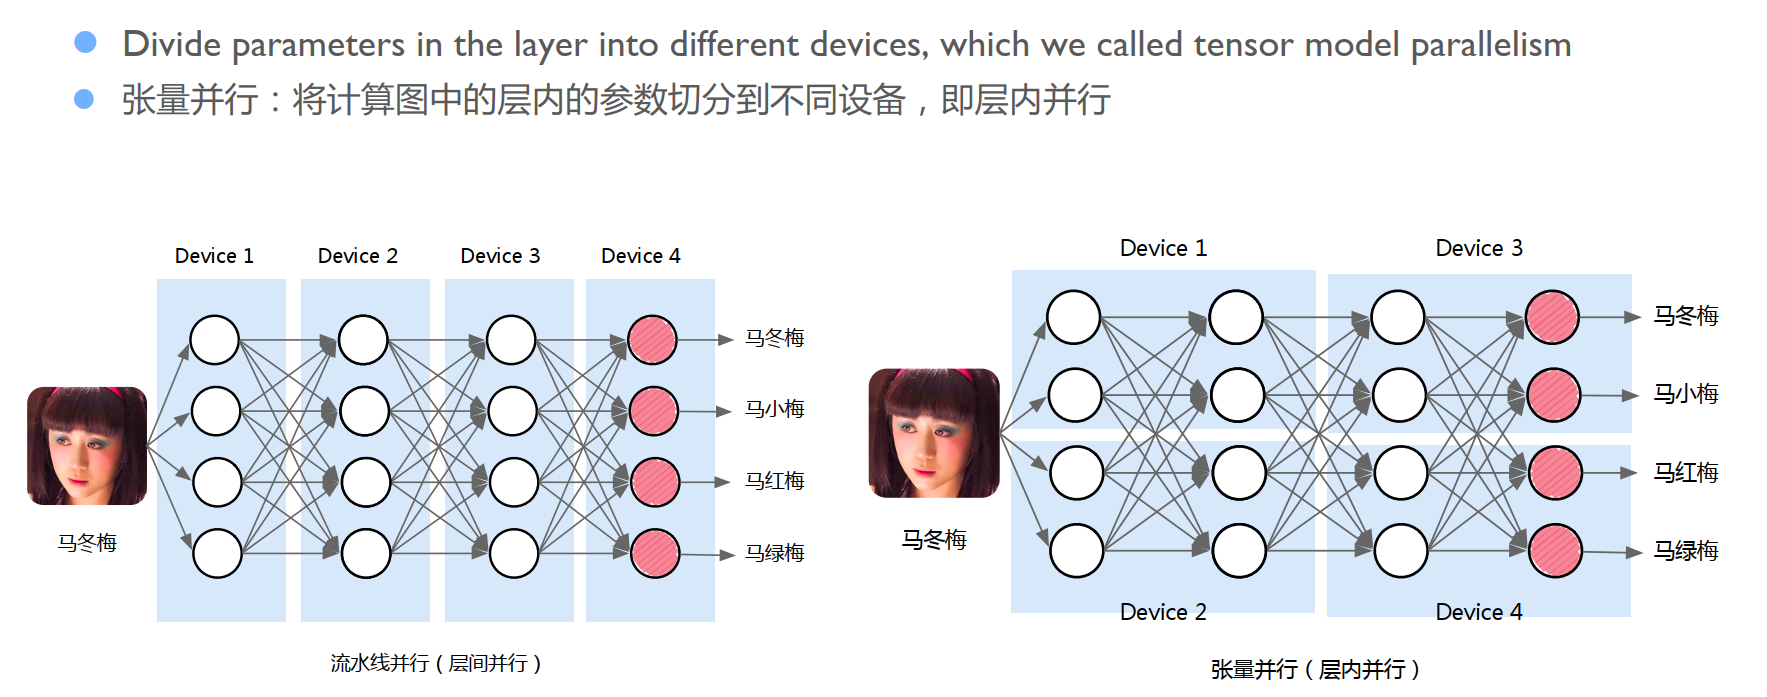 Divide parameters in the layer into different devices, which we called tensor model parallelism
张量并行：将计算图中的层内的参数切分到不同设备，即层内并行
Device 1
Device 2
Device 3
Device 4
马冬梅
马小梅
马红梅
马绿梅
马冬梅
流水线并行（层间并行）
Device 1
Device 3
马冬梅
马小梅
马红梅
马绿梅
马冬梅
Device 2
Device 4
张量并行（层内并行）